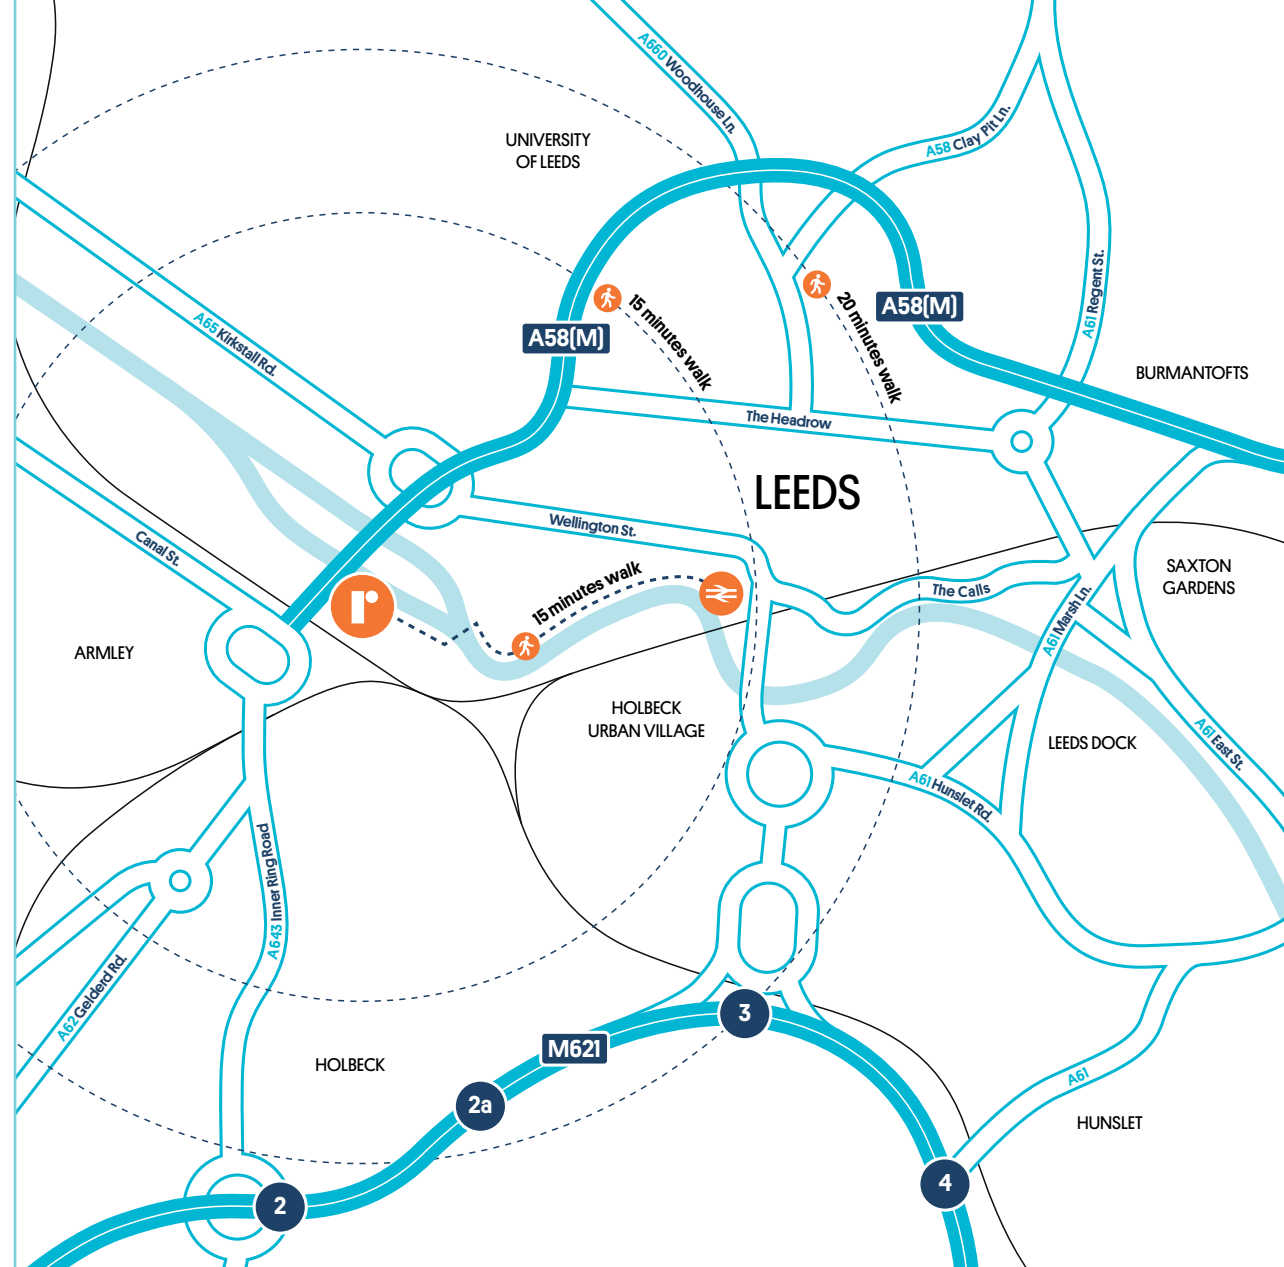 A660 Woodhouse Ln.
UNIVERSITY
OF LEEDS
A58 Clay Pit Ln.
A61 Regent St.
A65 Kirkstall Rd.
A58(M)
15 minutes walk
20 minutes walk
A58(M)
BURMANTOFTS
The Headrow
LEEDS
Wellington St.
Canal St.
15 minutes walk
r
The Calls
SAXTON
GARDENS
A61 Marsh Ln.
ARMLEY
HOLBECK
URBAN VILLAGE
LEEDS DOCK
A61 East St.
A61 Hunslet Rd.
A643 Inner Ring Road
A62 Gelderd Rd.
HOLBECK
M621
3
2a
A61
HUNSLET
4
2